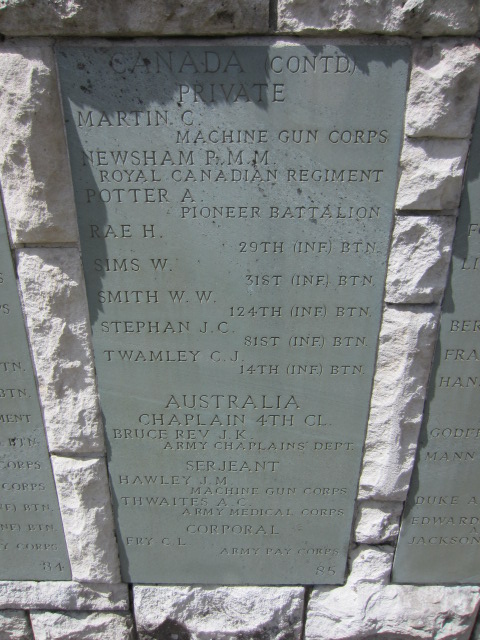 CANADA (CONTD)
PRIVATE
MARTIN C.
MACHINE GUN CORPS
NEWSHAM P. M. M.
ROYAL CANADIAN REGIMENT
POTTER A.
PIONEER BATTALION
RAE H.
29TH (INF) BTN.
SIMS W.
31ST (INF) BTN.
SMITH W. W.
124TH (INF) BTN.
STEPHAN J. C.
81ST (INF) BTN.
TWAMLEY C. J.
14TH (INF) BTN.
AUSTRALIA
CHAPLAIN 4TH CL.
BRUCE REV. J. K.
ARMY CHAPLAINS' DEPT.
SERJEANT
HAWLEY J. M.
MACHINE GUN CORPS
THWAITES A. C.
ARMY MEDICAL CORPS
CORPORAL
FRY C. L.
ARMY PAY CORPS
85
84
DUKE A
EDWARD
JACKSON